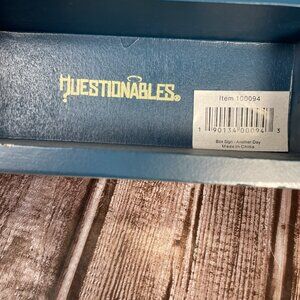 QUESTIONABLES®
Item 100094
1 90134 00094 3
Box Sign - Another Day
Made In China